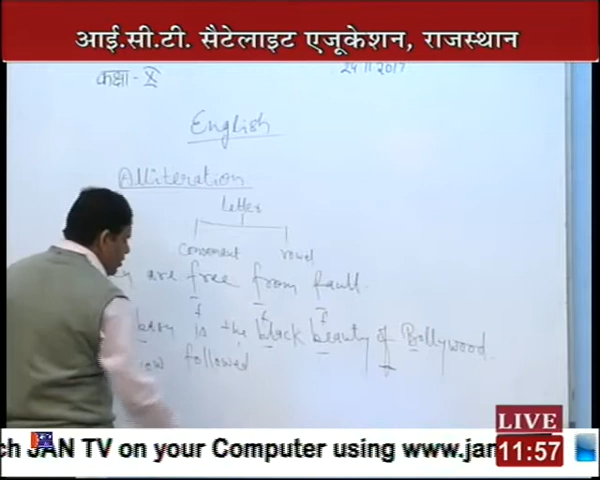 आई.सी.टी. सैटेलाइट एजूकेशन, राजस्थान
कक्षा - X
24 11 2017
English
Alliteration
Letter
Consonant vowel
are free from fault.
f f f
is the black beauty of Bollywood.
followed
LIVE
11:57
ch JAN TV on your Computer using www.jan